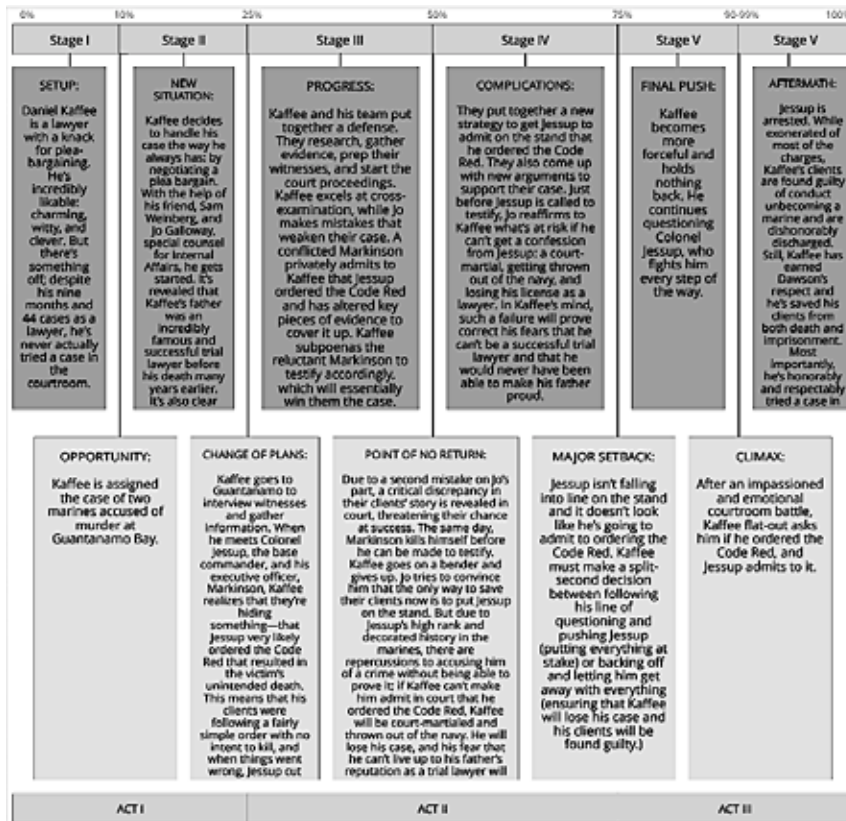 0% 10% 25% 50% 75% 90-99% 100%
Stage I Stage II Stage III Stage IV Stage V Stage V
SETUP:
Daniel Kaffee
is a lawyer
with a knack
for plea-
bargaining.
He's
incredibly
likable:
charming,
witty, and
clever. But
there's
something
off; despite
his nine
months and
44 cases as a
lawyer, he's
never actually
tried a case in
the
courtroom.
NEW
SITUATION:
Kaffee decides
to handle his
case the way he
always has: by
negotiating a
plea bargain.
With the help of
his friend, Sam
Weinberg, and
Jo Galloway,
special counsel
for Internal
Affairs, he gets
started. It's
revealed that
Kaffee's father
was an
incredibly
famous and
successful trial
lawyer before
his death many
years earlier.
It's also clear
PROGRESS:
Kaffee and his team put
together a defense.
They research, gather
evidence, prep their
witnesses, and start the
court proceedings.
Kaffee excels at cross-
examination, while Jo
makes mistakes that
weaken their case. A
conflicted Markinson
privately admits to
Kaffee that Jessup
ordered the Code Red
and has altered key
pieces of evidence to
cover it up. Kaffee
subpoenas the
reluctant Markinson to
testify accordingly,
which will essentially
win them the case.
COMPLICATIONS:
They put together a new
strategy to get Jessup to
admit on the stand that
he ordered the Code
Red. They also come up
with new arguments to
support their case. Just
before Jessup is called to
testify, Jo reaffirms to
Kaffee what's at risk if he
can't get a confession
from Jessup: a court-
martial, getting thrown
out of the navy, and
losing his license as a
lawyer. In Kaffee's mind,
such a failure will prove
correct his fears that he
can't be a successful trial
lawyer and that he
would never have been
able to make his father
proud.
FINAL PUSH:
Kaffee
becomes
more
forceful and
holds
nothing
back. He
continues
questioning
Colonel
Jessup, who
fights him
every step of
the way.
AFTERMATH:
Jessup is
arrested. While
exonerated of
most of the
charges,
Kaffee's clients
are found guilty
of conduct
unbecoming a
marine and are
dishonorably
discharged.
Still, Kaffee has
earned
Dawson's
respect and
he's saved his
clients from
both death and
imprisonment.
Most
importantly,
he's honorably
and respectably
tried a case in
OPPORTUNITY:
Kaffee is assigned
the case of two
marines accused of
murder at
Guantanamo Bay.
CHANGE OF PLANS:
Kaffee goes to
Guantanamo to
interview witnesses
and gather
information. When
he meets Colonel
Jessup, the base
commander, and his
executive officer,
Markinson, Kaffee
realizes that they're
hiding
something—that
Jessup very likely
ordered the Code
Red that resulted in
the victim's
unintended death.
This means that his
clients were
following a fairly
simple order with no
intent to kill, and
when things went
wrong, Jessup cut
POINT OF NO RETURN:
Due to a second mistake on Jo's
part, a critical discrepancy in
their clients' story is revealed in
court, threatening their chance
at success. The same day,
Markinson kills himself before
he can be made to testify.
Kaffee goes on a bender and
gives up. Jo tries to convince
him that the only way to save
their clients now is to put Jessup
on the stand. But due to
Jessup's high rank and
decorated history in the
marines, there are
repercussions to accusing him
of a crime without being able to
prove it; if Kaffee can't make
him admit in court that he
ordered the Code Red, Kaffee
will be court-martialed and
thrown out of the navy. He will
lose his case, and his fear that
he can't live up to his father's
reputation as a trial lawyer will
MAJOR SETBACK:
Jessup isn't falling
into line on the stand
and it doesn't look
like he's going to
admit to ordering the
Code Red. Kaffee
must make a split-
second decision
between following
his line of
questioning and
pushing Jessup
(putting everything at
stake) or backing off
and letting him get
away with everything
(ensuring that Kaffee
will lose his case and
his clients will be
found guilty.)
CLIMAX:
After an impassioned
and emotional
courtroom battle,
Kaffee flat-out asks
him if he ordered the
Code Red, and
Jessup admits to it.
ACT I ACT II ACT III